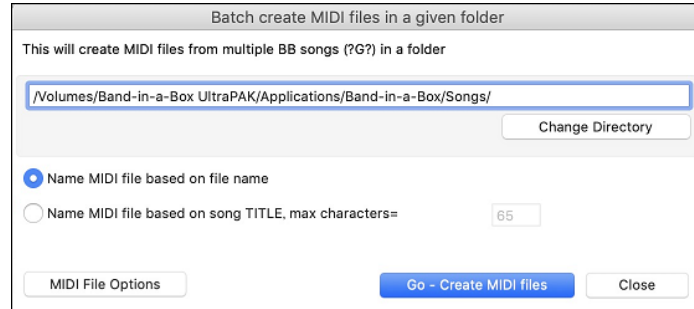 Batch create MIDI files in a given folder
This will create MIDI files from multiple BB songs (?G?) in a folder
/Volumes/Band-in-a-Box UltraPAK/Applications/Band-in-a-Box/Songs/
Change Directory
Name MIDI file based on file name
Name MIDI file based on song TITLE, max characters= 65
MIDI File Options Go - Create MIDI files Close